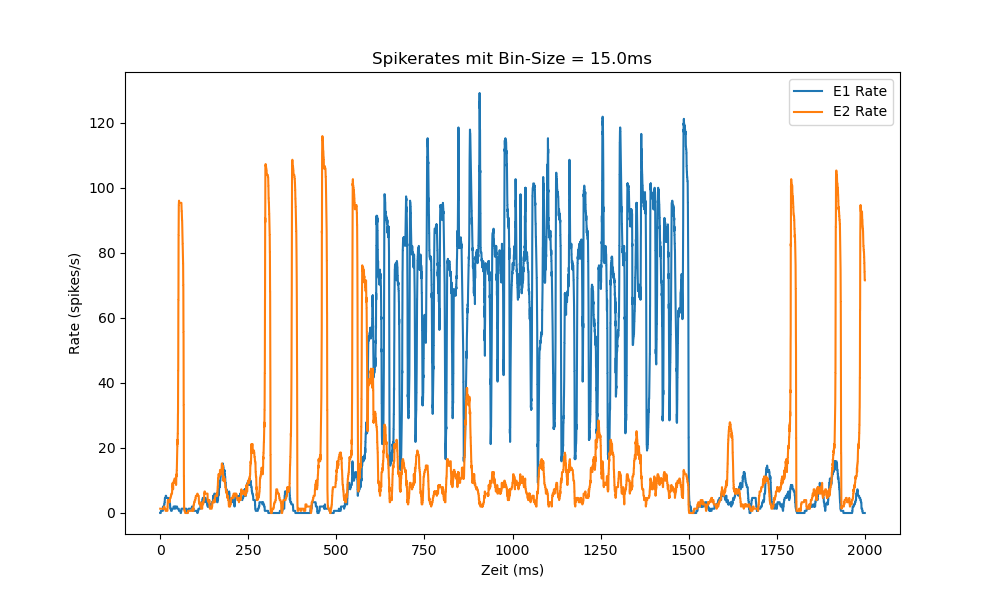 Spikerates mit Bin-Size = 15.0ms
E1 Rate
E2 Rate
Rate (spikes/s)
120
100
80
60
40
20
0
0 250 500 750 1000 1250 1500 1750 2000
Zeit (ms)